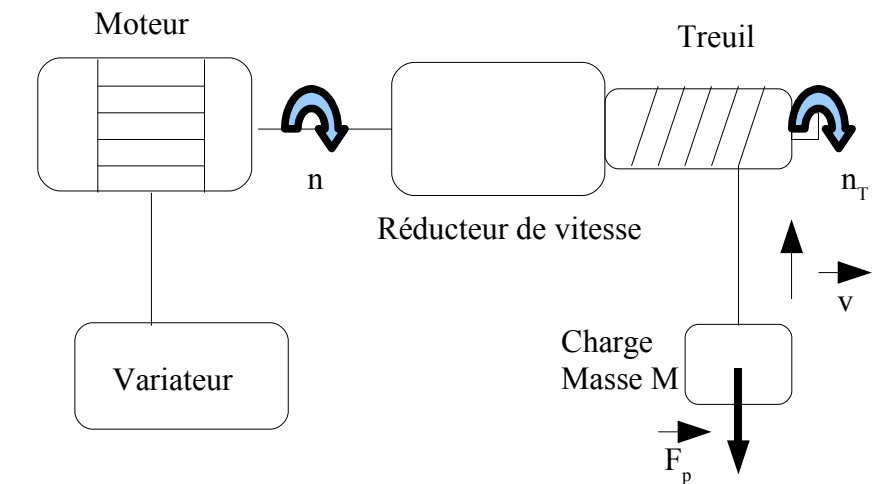 Moteur
Treuil
n
n_T
Réducteur de vitesse
v
Variateur
Charge
Masse M
F_p